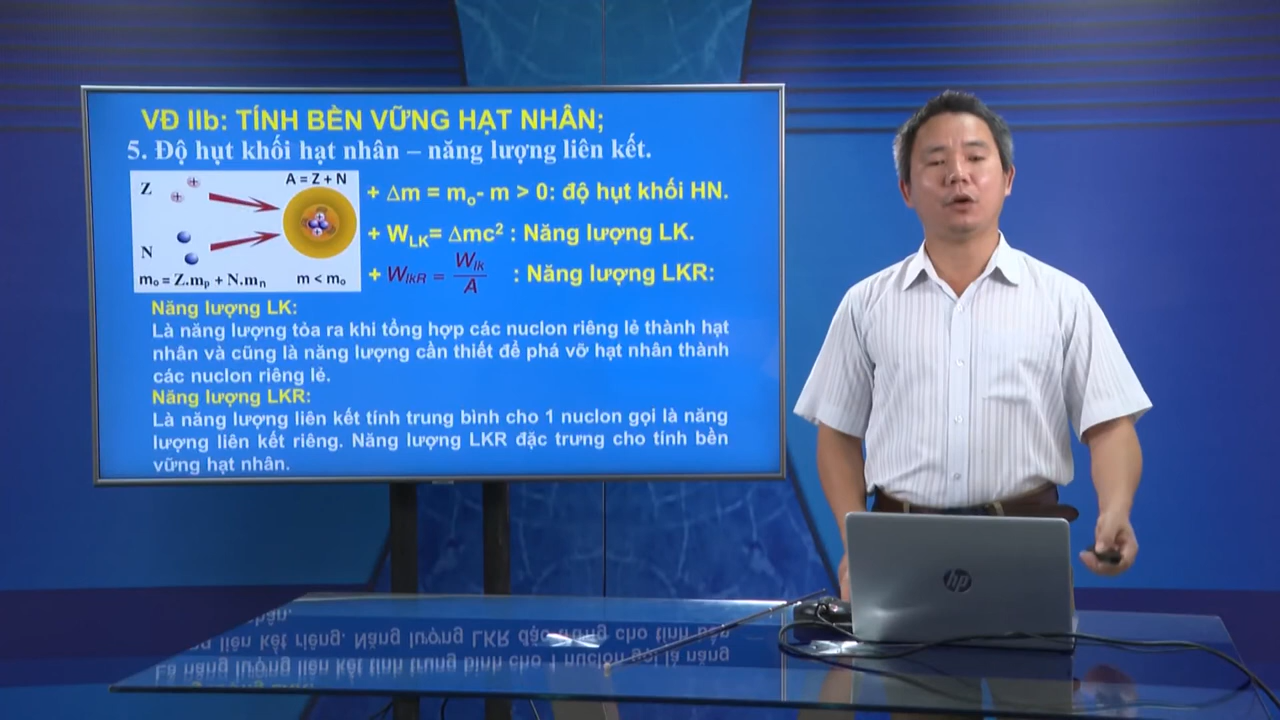 VĐ IIb: TÍNH BỀN VỮNG HẠT NHÂN;
5. Độ hụt khối hạt nhân – năng lượng liên kết.
Z
A = Z + N
N
mo = Z.mp + N.mn
m < mo
+ Δm = mo- m > 0: độ hụt khối HN.
+ WLK= Δmc² : Năng lượng LK.
+ WlkR = Wlk / A : Năng lượng LKR:
Năng lượng LK:
Là năng lượng tỏa ra khi tổng hợp các nuclon riêng lẻ thành hạt
nhân và cũng là năng lượng cần thiết để phá vỡ hạt nhân thành
các nuclon riêng lẻ.
Năng lượng LKR:
Là năng lượng liên kết tính trung bình cho 1 nuclon gọi là năng
lượng liên kết riêng. Năng lượng LKR đặc trưng cho tính bền
vững hạt nhân.
hp